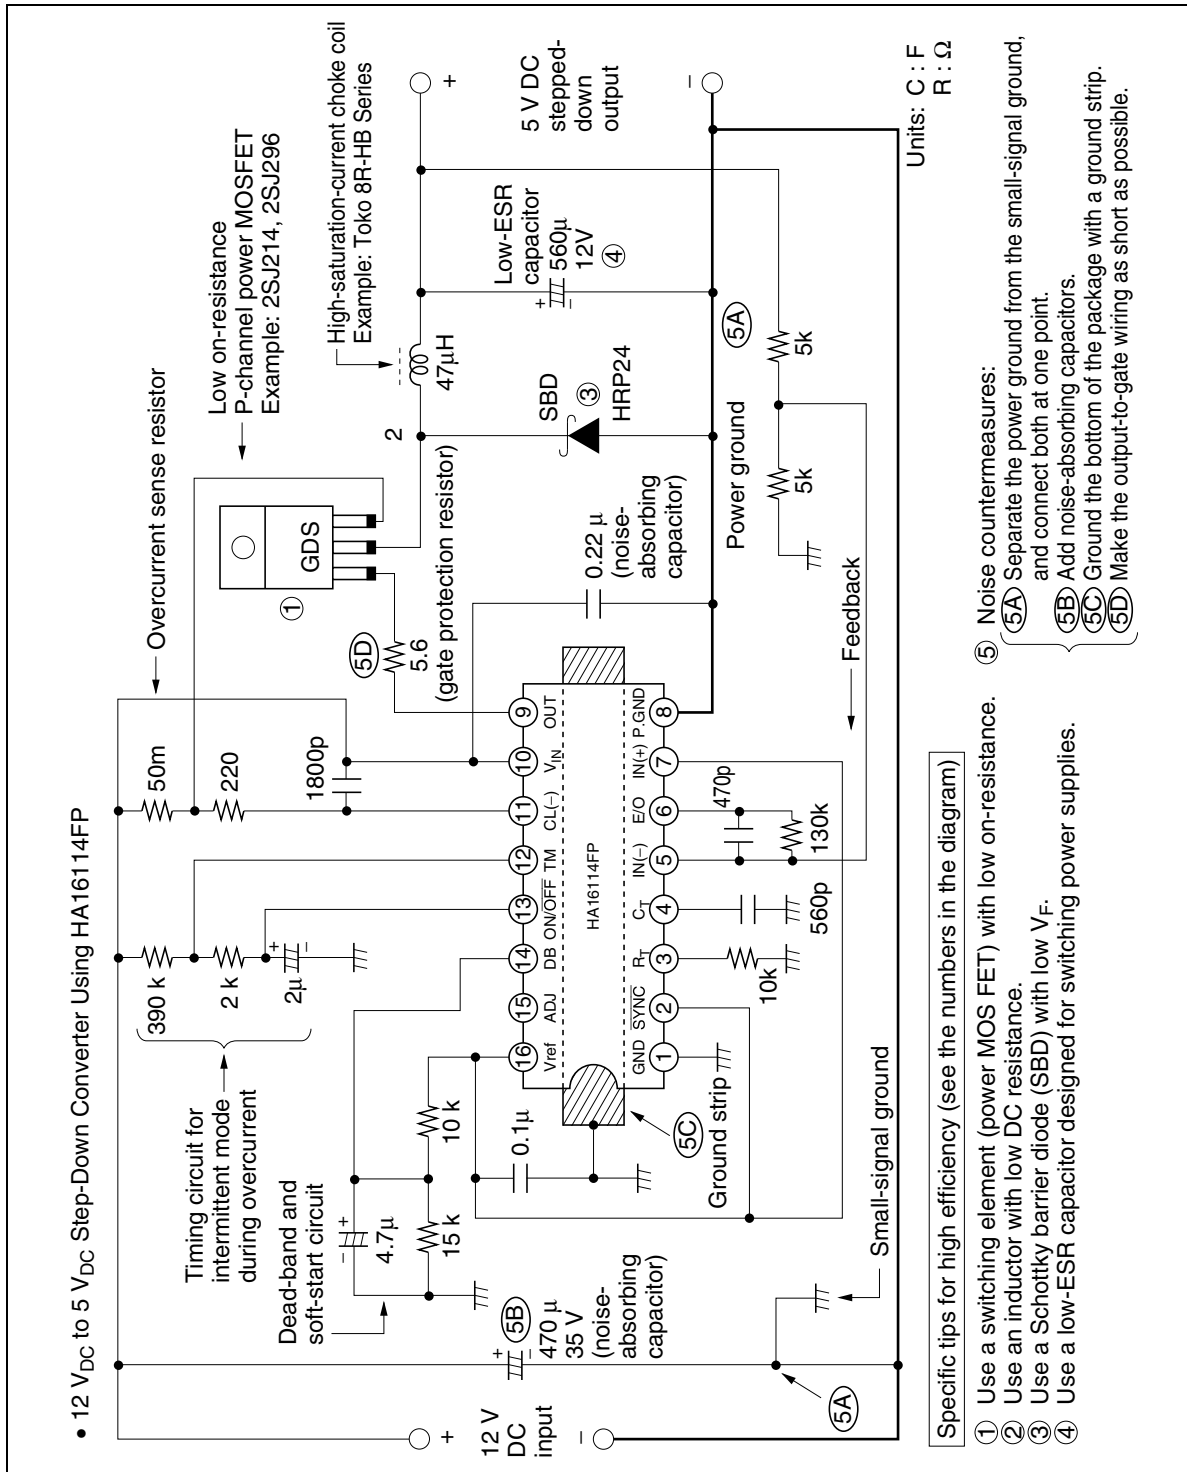 • 12 VDC to 5 VDC Step-Down Converter Using HA16114FP
Overcurrent sense resistor
Low on-resistance
P-channel power MOSFET
Example: 2SJ214, 2SJ296
High-saturation-current choke coil
Example: Toko 8R-HB Series
Timing circuit for
intermittent mode
during overcurrent
390 k
2 k
2μ
+
−
50m
220
1800p
①
GDS
2
47μH
+
5 V DC
stepped-
down
output
−
Dead-band and
soft-start circuit
−
+
4.7μ
15 k
10 k
0.1μ
5D
5.6
(gate protection resistor)
16
15
14
13
12
11
10
9
Vref
ADJ
DB
ON/OFF
TM
CL(−)
VIN
OUT
HA16114FP
GND
SYNC
RT
CT
IN(−)
E/O
IN(+)
P.GND
1
2
3
4
5
6
7
8
0.22 μ
(noise-
absorbing
capacitor)
SBD
③
HRP24
Low-ESR
capacitor
+
−
560μ
12V
④
+
12 V
DC
input
−
5B
+
−
470 μ
35 V
(noise-
absorbing
capacitor)
5C
Ground strip
10k
560p
470p
130k
Power ground
5A
5k
5k
Feedback
5A
Small-signal ground
Units: C : F
R : Ω
Specific tips for high efficiency (see the numbers in the diagram)
① Use a switching element (power MOS FET) with low on-resistance.
② Use an inductor with low DC resistance.
③ Use a Schottky barrier diode (SBD) with low VF.
④ Use a low-ESR capacitor designed for switching power supplies.
⑤ Noise countermeasures:
5A Separate the power ground from the small-signal ground,
and connect both at one point.
5B Add noise-absorbing capacitors.
5C Ground the bottom of the package with a ground strip.
5D Make the output-to-gate wiring as short as possible.